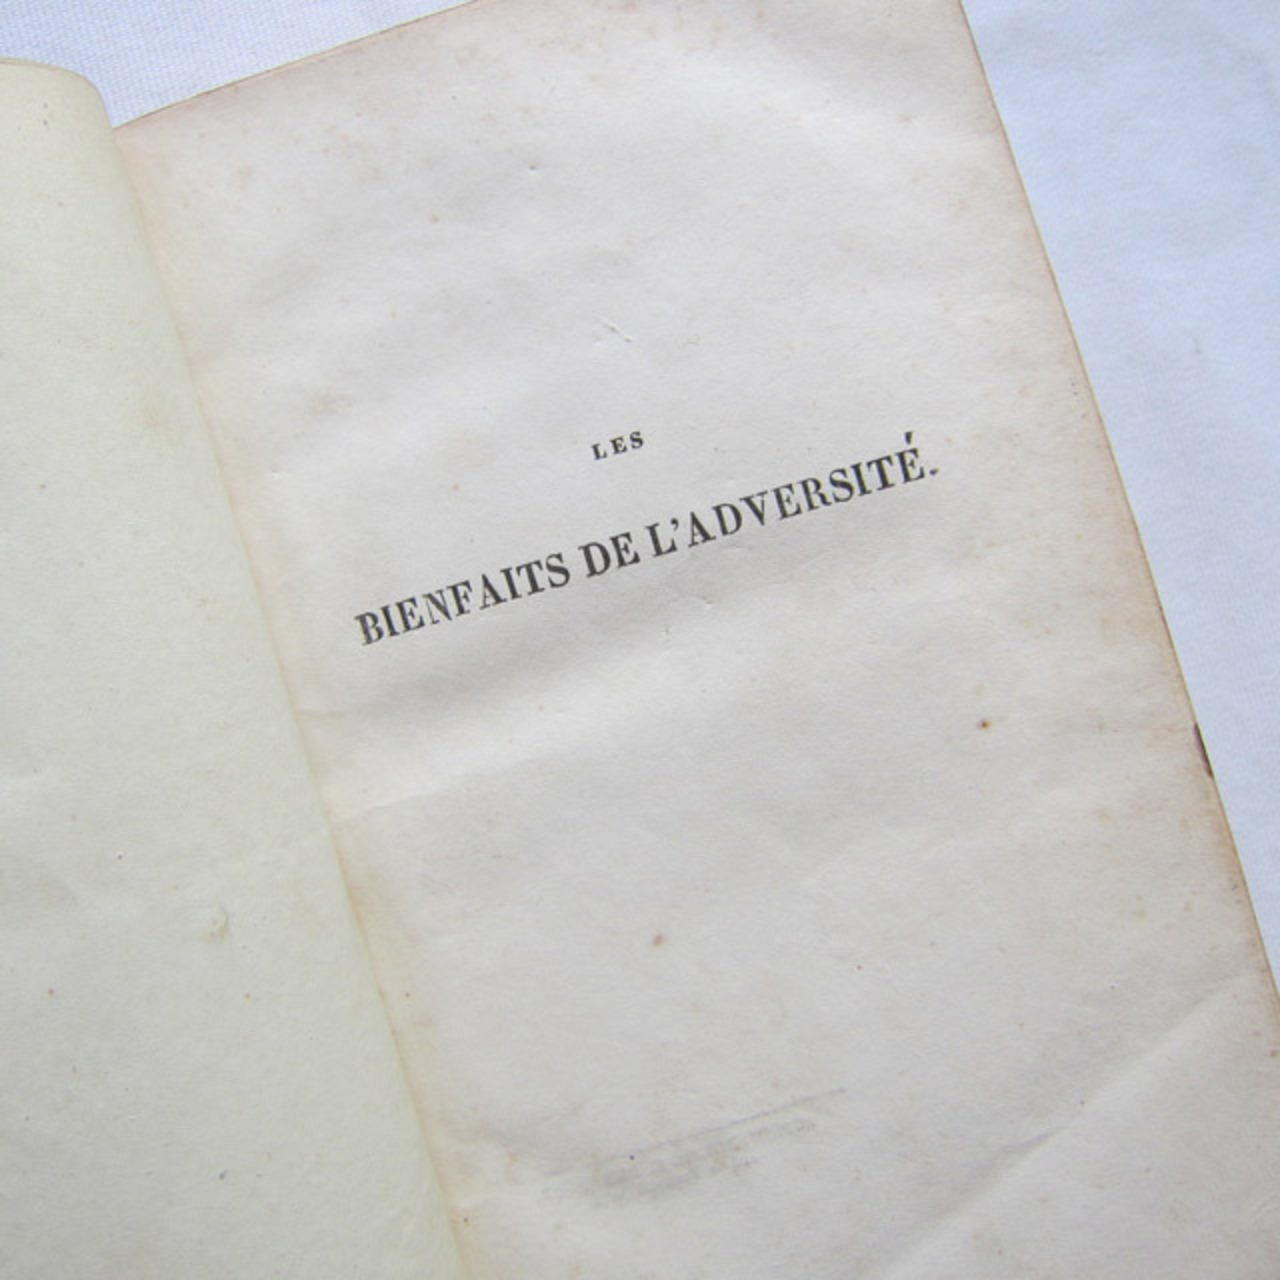 LES
BIENFAITS DE L'ADVERSITÉ.